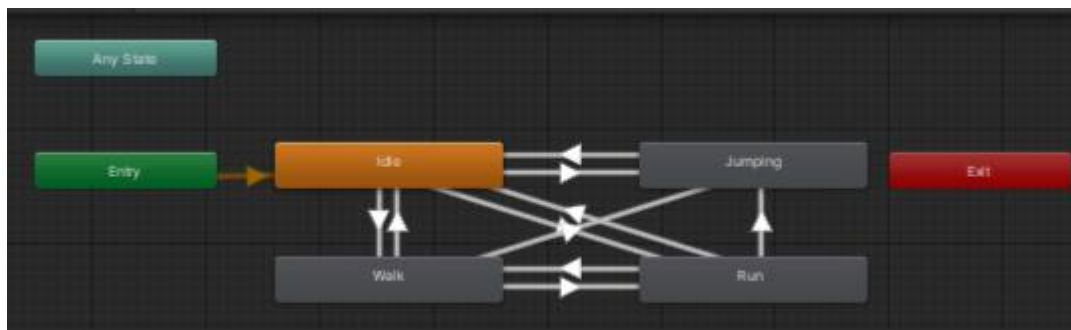 Any State
Idle
Jumping
Entry
Exit
Walk
Run